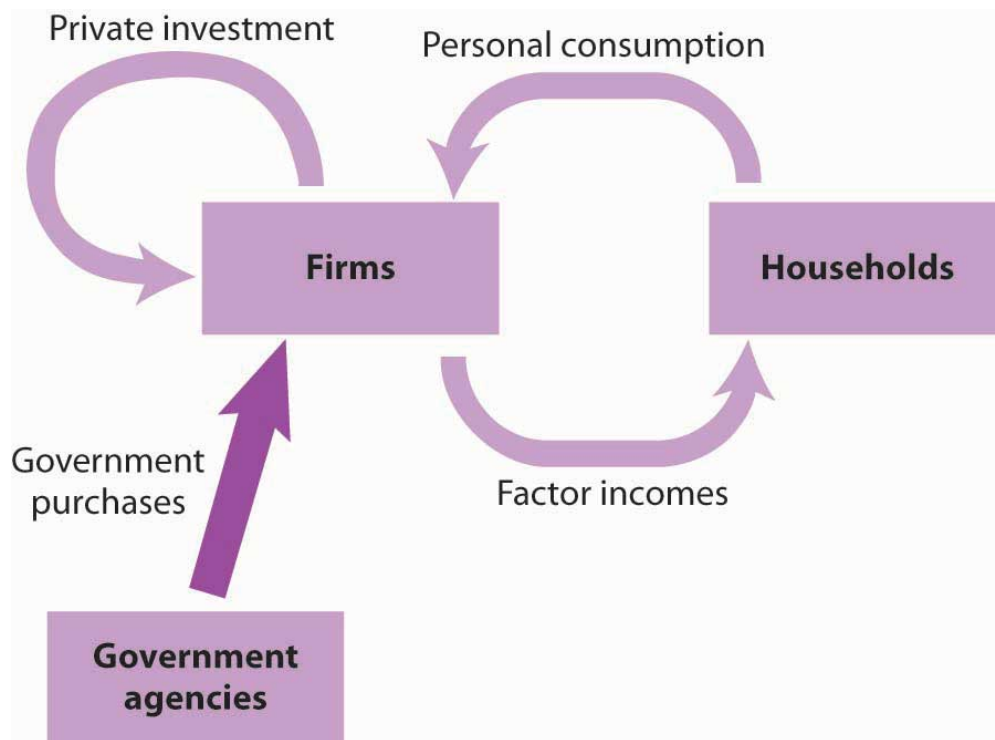 Private investment
Personal consumption
Firms
Households
Government
purchases
Factor incomes
Government
agencies